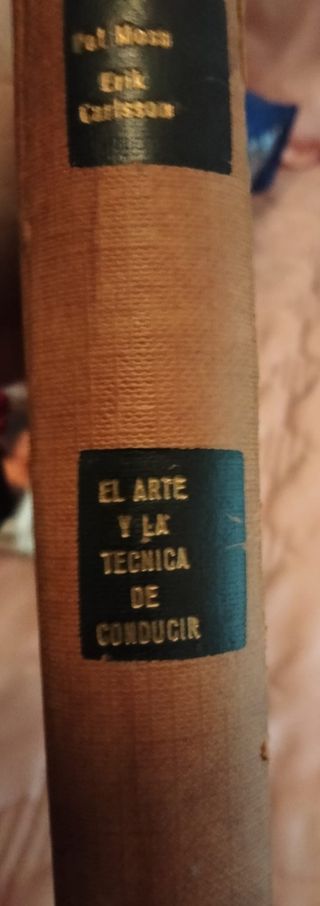 Pat Moss
Erik
Carlsson
EL ARTE
Y LA
TECNICA
DE
CONDUCIR